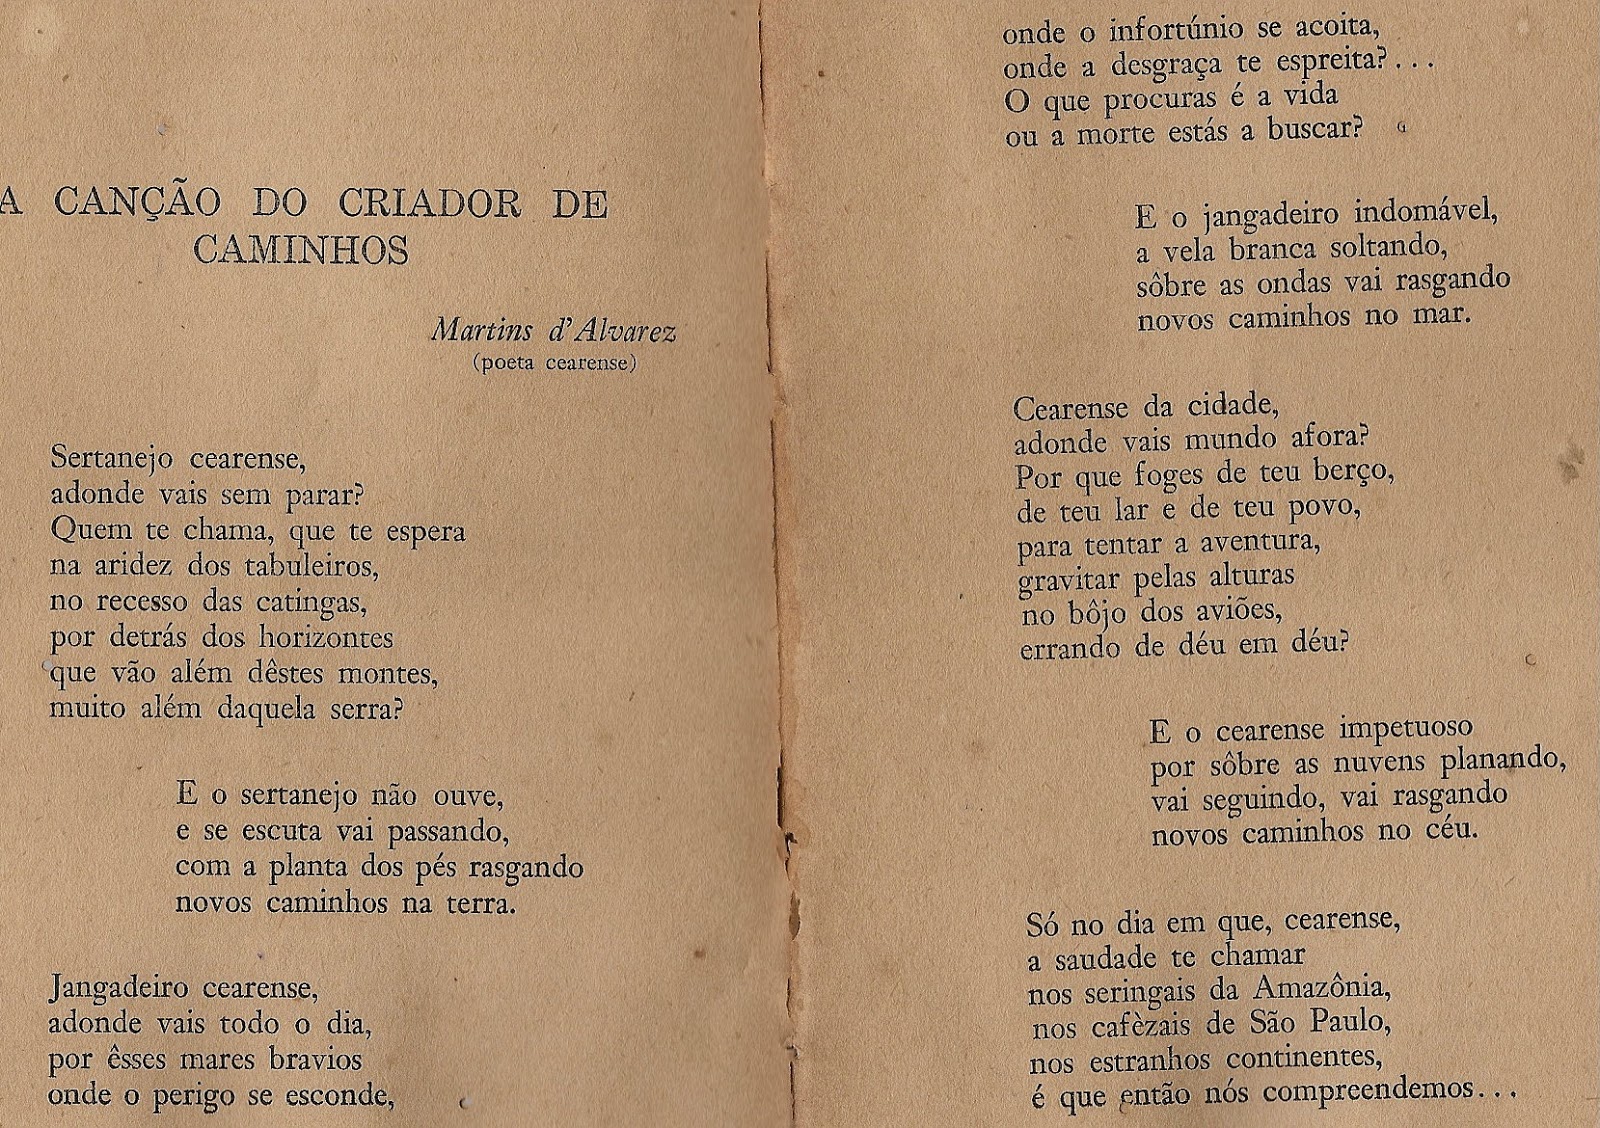 A CANÇÃO DO CRIADOR DE
CAMINHOS
Martins d'Alvarez
(poeta cearense)
Sertanejo cearense,
adonde vais sem parar?
Quem te chama, que te espera
na aridez dos tabuleiros,
no recesso das catingas,
por detrás dos horizontes
que vão além dêstes montes,
muito além daquela serra?
E o sertanejo não ouve,
e se escuta vai passando,
com a planta dos pés rasgando
novos caminhos na terra.
Jangadeiro cearense,
adonde vais todo o dia,
por êsses mares bravios
onde o perigo se esconde,
onde o infortúnio se acoita,
onde a desgraça te espreita?...
O que procuras é a vida
ou a morte estás a buscar?
E o jangadeiro indomável,
a vela branca soltando,
sôbre as ondas vai rasgando
novos caminhos no mar.
Cearense da cidade,
adonde vais mundo afora?
Por que foges de teu berço,
de teu lar e de teu povo,
para tentar a aventura,
gravitar pelas alturas
no bôjo dos aviões,
errando de déu em déu?
E o cearense impetuoso
por sôbre as nuvens planando,
vai seguindo, vai rasgando
novos caminhos no céu.
Só no dia em que, cearense,
a saudade te chamar
nos seringais da Amazônia,
nos cafèzais de São Paulo,
nos estranhos continentes,
é que então nós compreendemos...